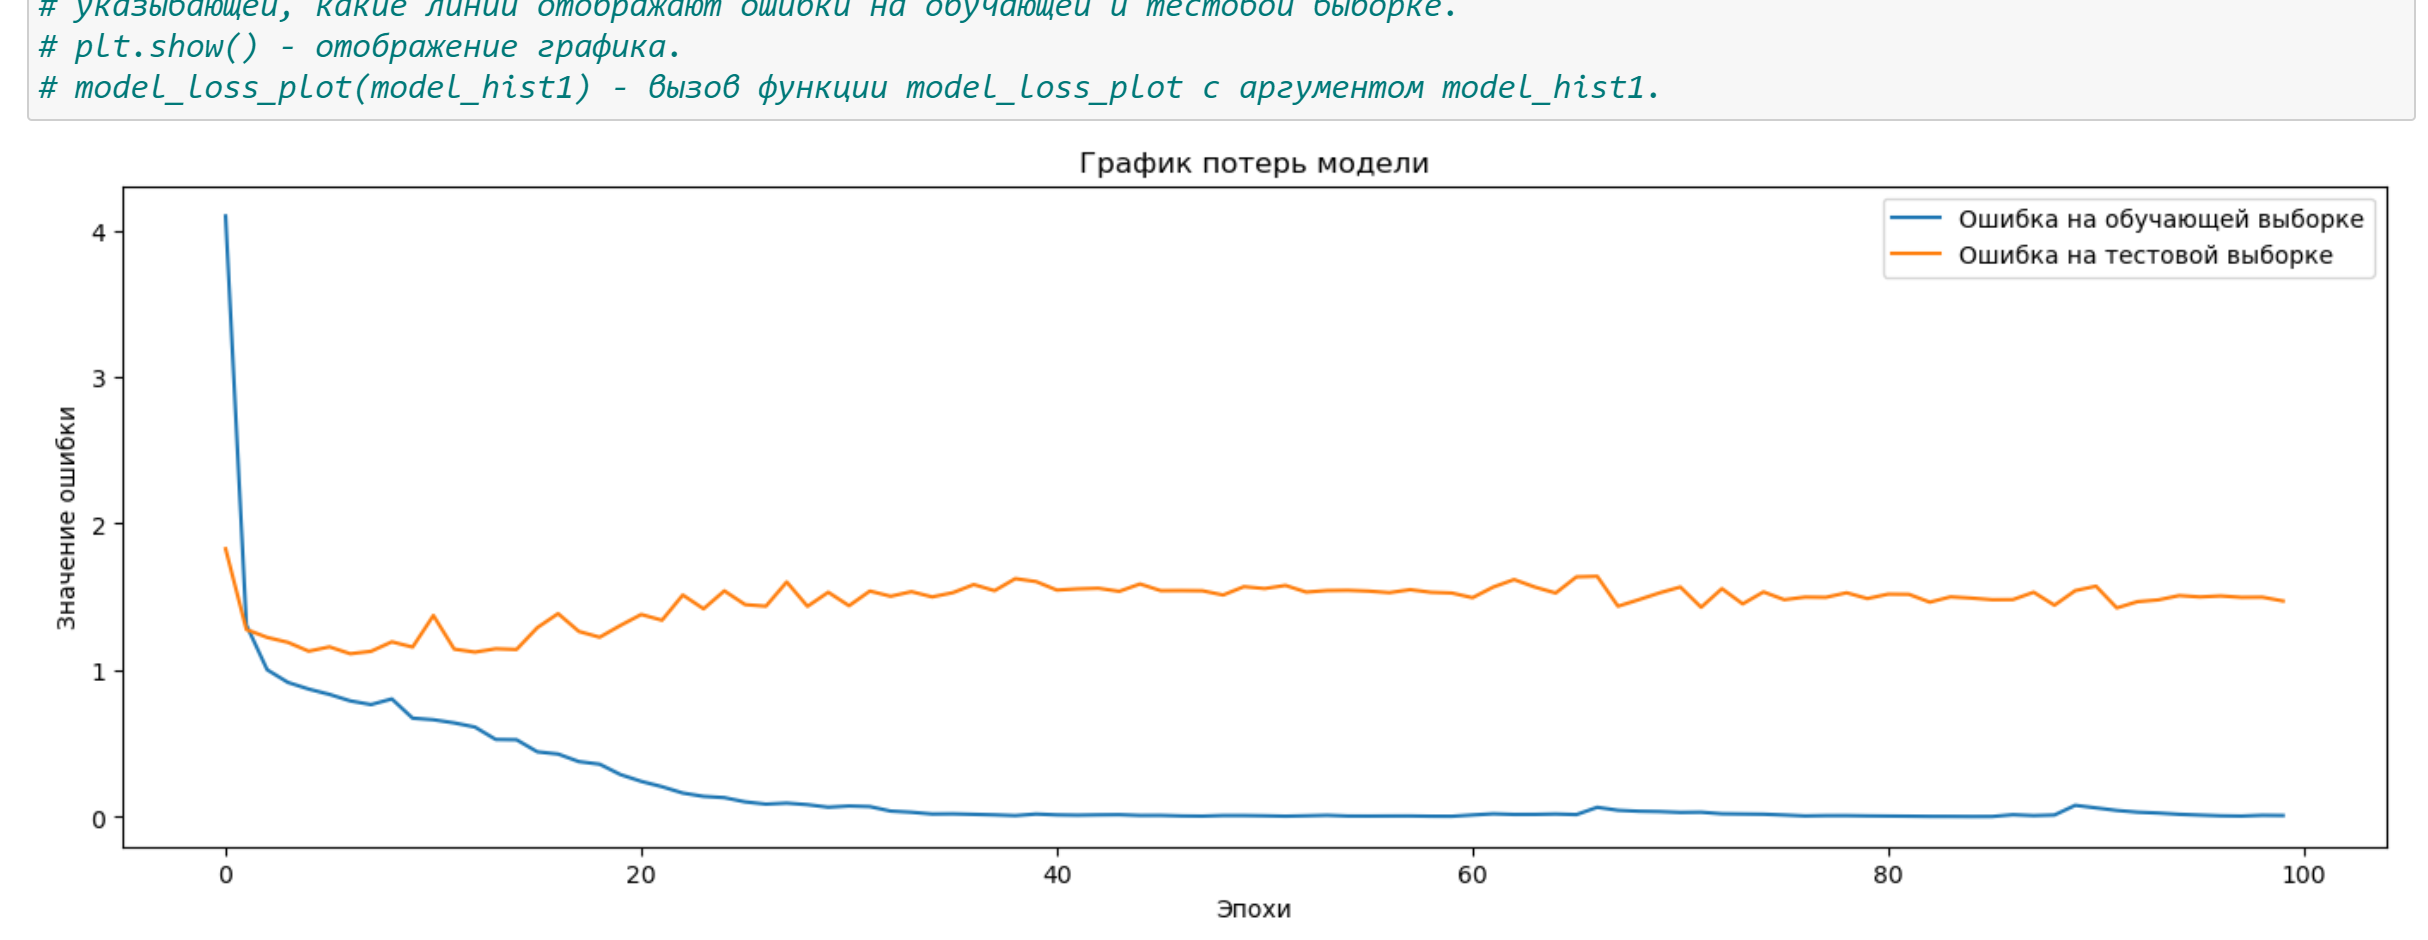 # указывающей, какие линии отображают ошибки на обучающей и тестовой выборке.
# plt.show() - отображение графика.
# model_loss_plot(model_hist1) - вызов функции model_loss_plot с аргументом model_hist1.
График потерь модели
Ошибка на обучающей выборке
Ошибка на тестовой выборке
Значение ошибки
4
3
2
1
0
0 20 40 60 80 100
Эпохи